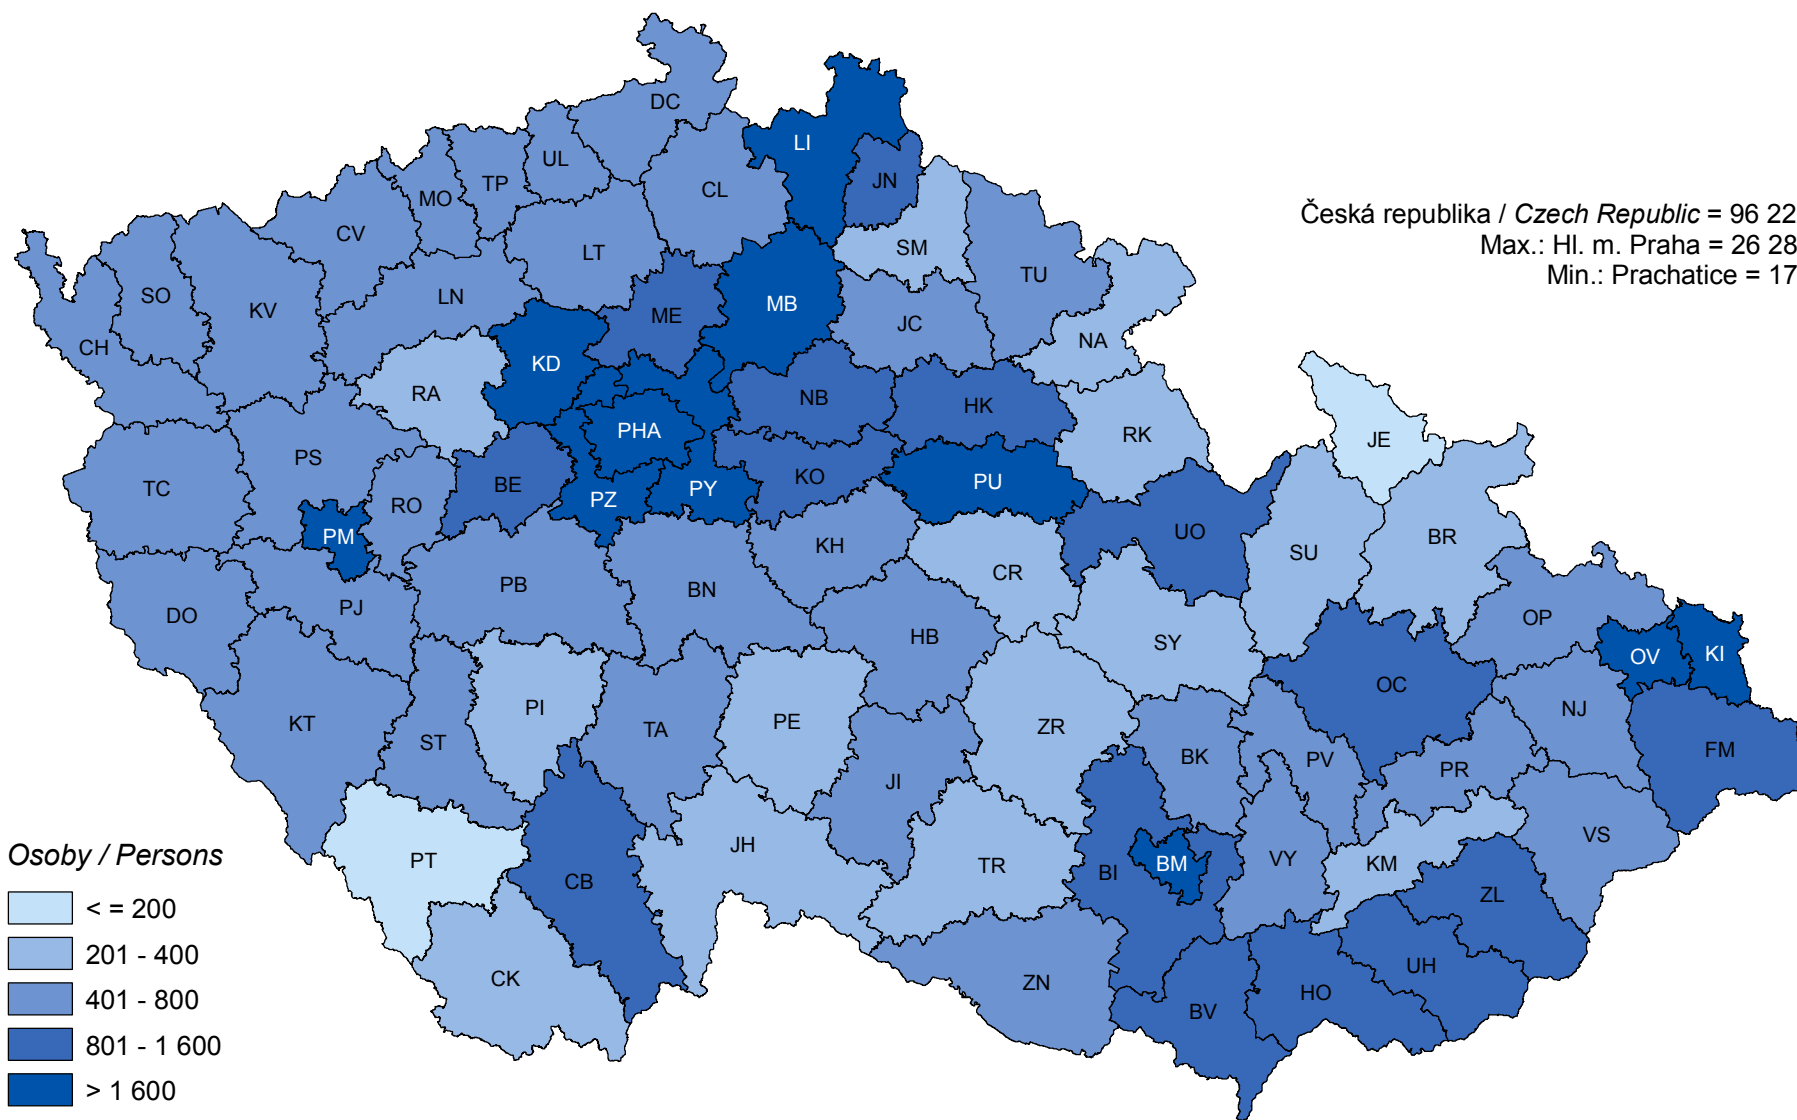 DC
LI
UL
TP
JN
CL
MO
CV
Česká republika / Czech Republic = 96 22
Max.: Hl. m. Praha = 26 28
Min.: Prachatice = 17
SM
LT
TU
SO
LN
MB
KV
ME
JC
NA
CH
KD
RA
NB
HK
PHA
RK
JE
PS
KO
PU
TC
BE
PZ
PY
RO
PM
UO
BR
KH
SU
CR
PB
BN
PJ
DO
OP
HB
SY
OV
KI
OC
PI
NJ
KT
ST
TA
PE
ZR
FM
BK
PV
PR
JI
VS
JH
Osoby / Persons
PT
VY
KM
TR
BM
BI
CB
ZL
< = 200
201 - 400
UH
CK
ZN
HO
401 - 800
BV
801 - 1 600
> 1 600